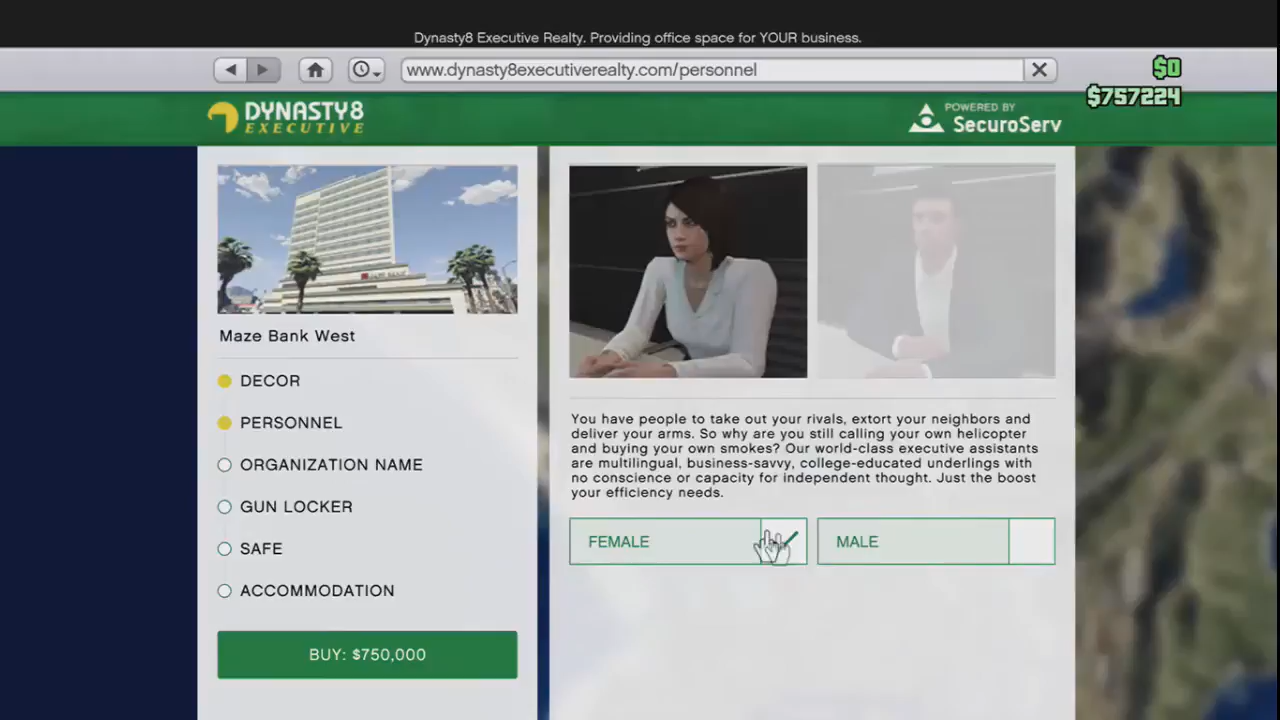 Dynasty8 Executive Realty. Providing office space for YOUR business.
www.dynasty8executiverealty.com/personnel
$0
$757224
DYNASTY8
EXECUTIVE
POWERED BY
SecuroServ
Maze Bank West
DECOR
PERSONNEL
ORGANIZATION NAME
GUN LOCKER
SAFE
ACCOMMODATION
BUY: $750,000
You have people to take out your rivals, extort your neighbors and
deliver your arms. So why are you still calling your own helicopter
and buying your own smokes? Our world-class executive assistants
are multilingual, business-savvy, college-educated underlings with
no conscience or capacity for independent thought. Just the boost
your efficiency needs.
FEMALE
MALE